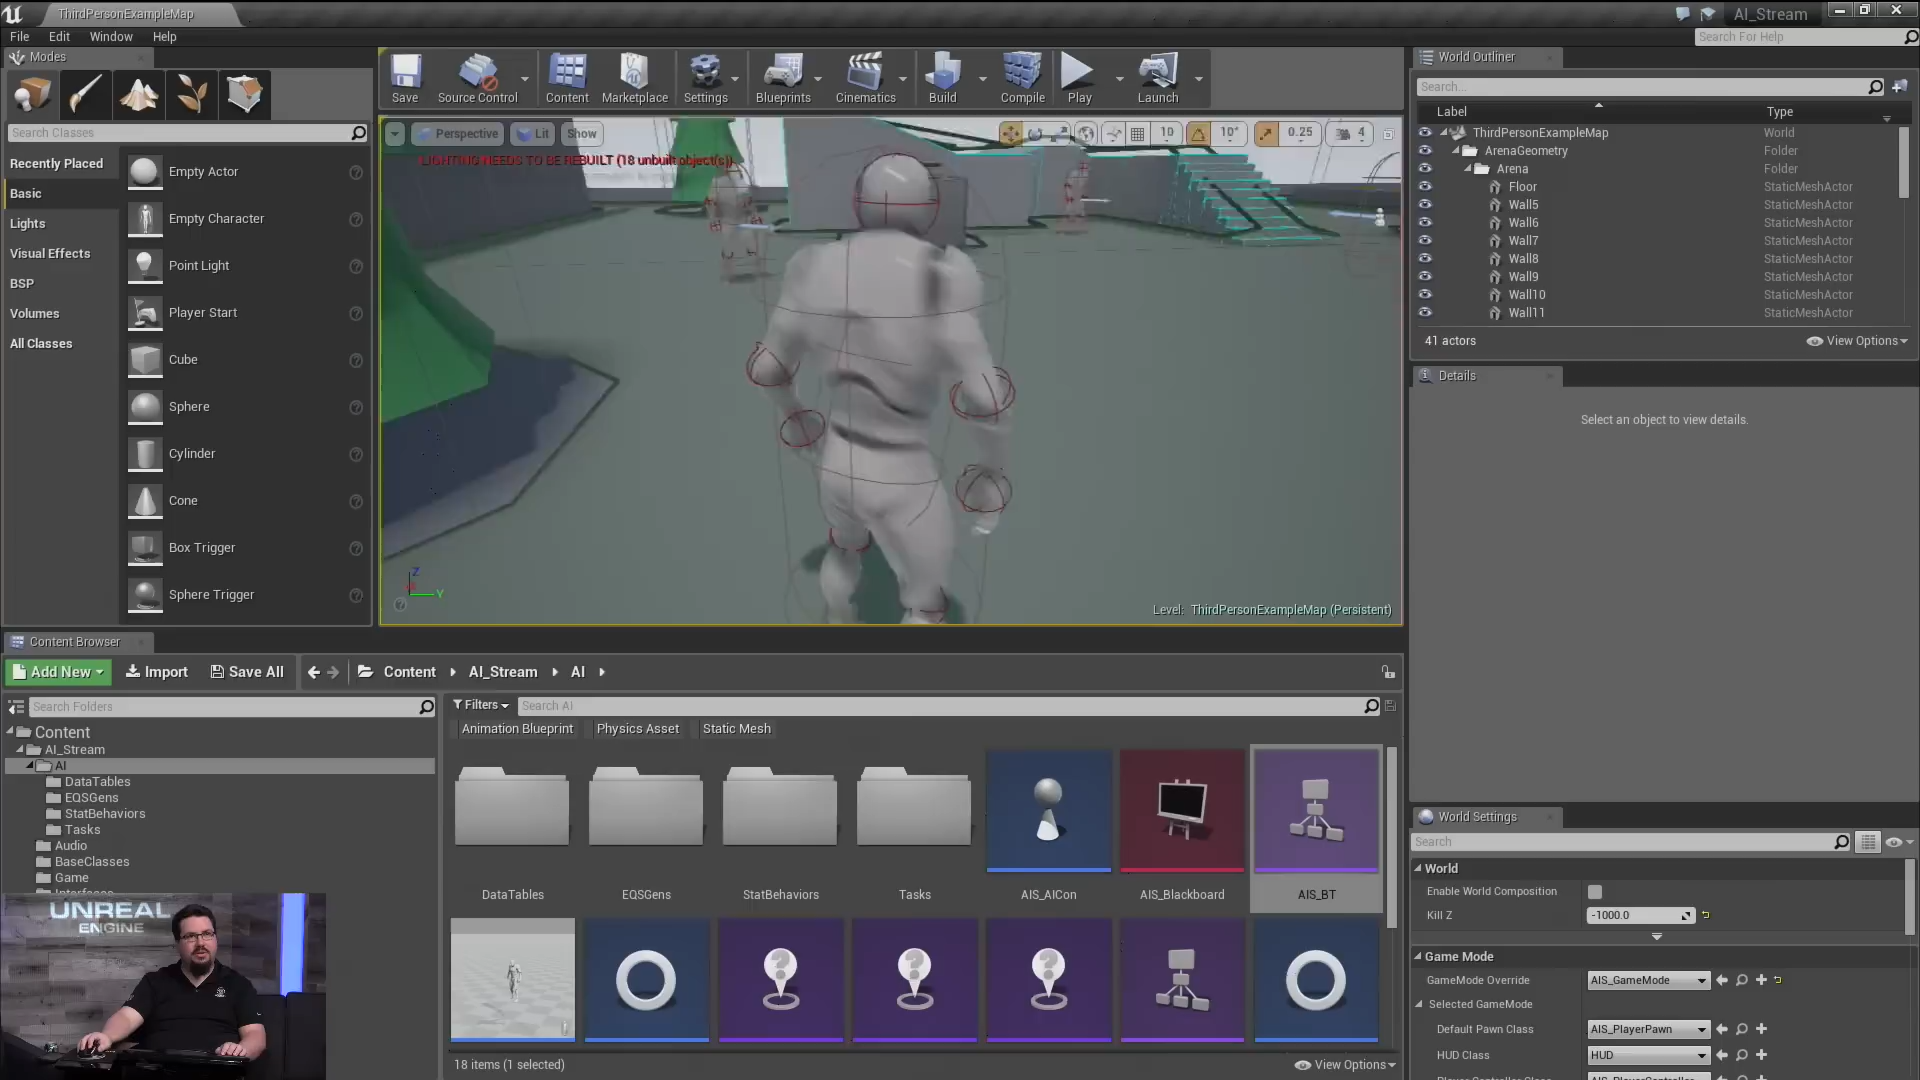 ThirdPersonExampleMap
AI_Stream
File Edit Window Help
Search For Help
Modes
Search Classes
Recently Placed
Basic
Lights
Visual Effects
BSP
Volumes
All Classes
Empty Actor
Empty Character
Point Light
Player Start
Cube
Sphere
Cylinder
Cone
Box Trigger
Sphere Trigger
Save Source Control Content Marketplace Settings Blueprints Cinematics Build Compile Play Launch
Perspective Lit Show 10 10° 0.25 4
LIGHTING NEEDS TO BE REBUILT (18 unbuilt object(s))
Z
Y
Level: ThirdPersonExampleMap (Persistent)
World Outliner
Search...
Label Type
ThirdPersonExampleMap World
ArenaGeometry Folder
Arena Folder
Floor StaticMeshActor
Wall5 StaticMeshActor
Wall6 StaticMeshActor
Wall7 StaticMeshActor
Wall8 StaticMeshActor
Wall9 StaticMeshActor
Wall10 StaticMeshActor
Wall11 StaticMeshActor
41 actors View Options
Details
Select an object to view details.
Content Browser
Add New Import Save All Content AI_Stream AI
Search Folders
Content
AI_Stream
AI
DataTables
EQSGens
StatBehaviors
Tasks
Audio
BaseClasses
Game
Interfaces
Filters Search AI
Animation Blueprint Physics Asset Static Mesh
DataTables EQSGens StatBehaviors Tasks AIS_AICon AIS_Blackboard AIS_BT
18 items (1 selected) View Options
UNREAL
ENGINE
World Settings
Search
World
Enable World Composition
Kill Z -1000.0
Game Mode
GameMode Override AIS_GameMode
Selected GameMode
Default Pawn Class AIS_PlayerPawn
HUD Class HUD
Player Controller Class AIS_PlayerController